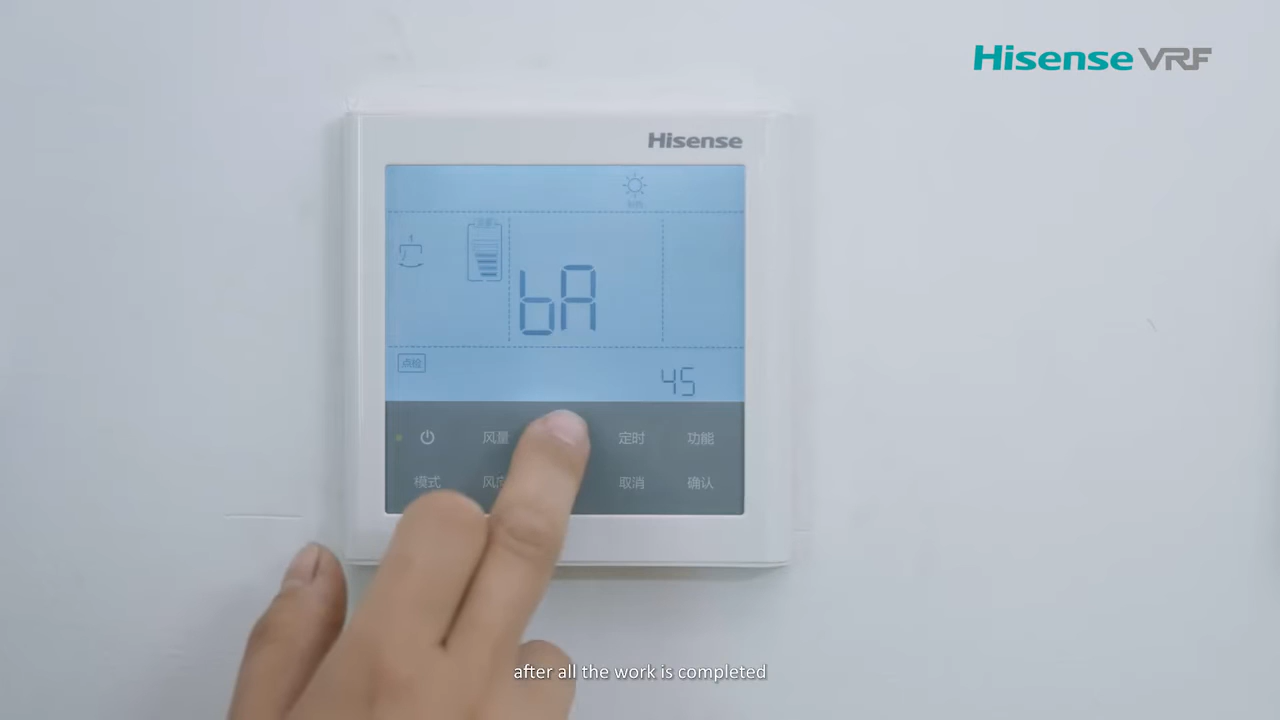 Hisense VRF
Hisense
bA
点检
45
风量
定时
功能
模式
取消
确认
after all the work is completed